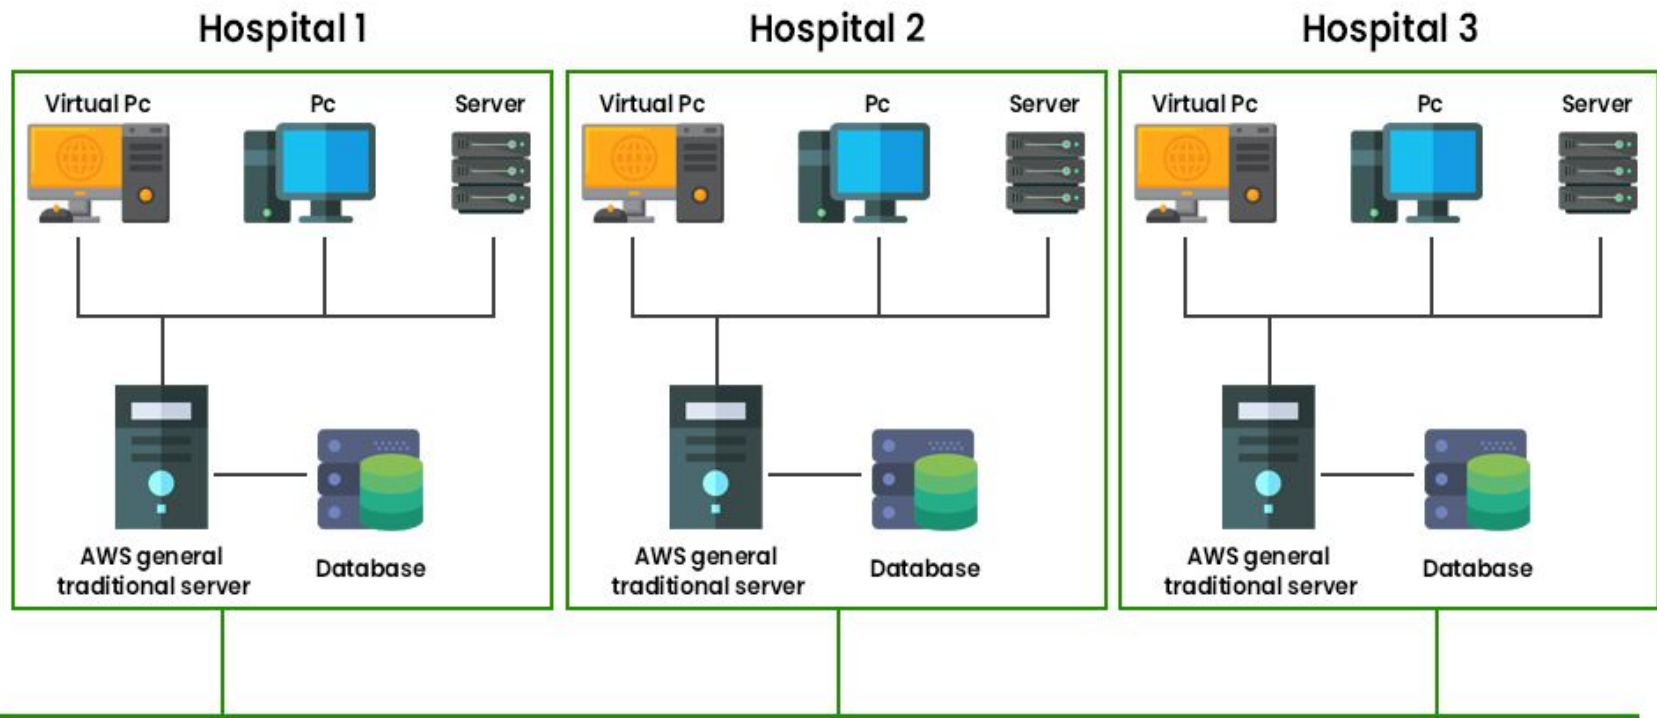 Hospital 1
Hospital 2
Hospital 3
Virtual Pc
Pc
Server
Virtual Pc
Pc
Server
Virtual Pc
Pc
Server
AWS general
traditional server
Database
AWS general
traditional server
Database
AWS general
traditional server
Database